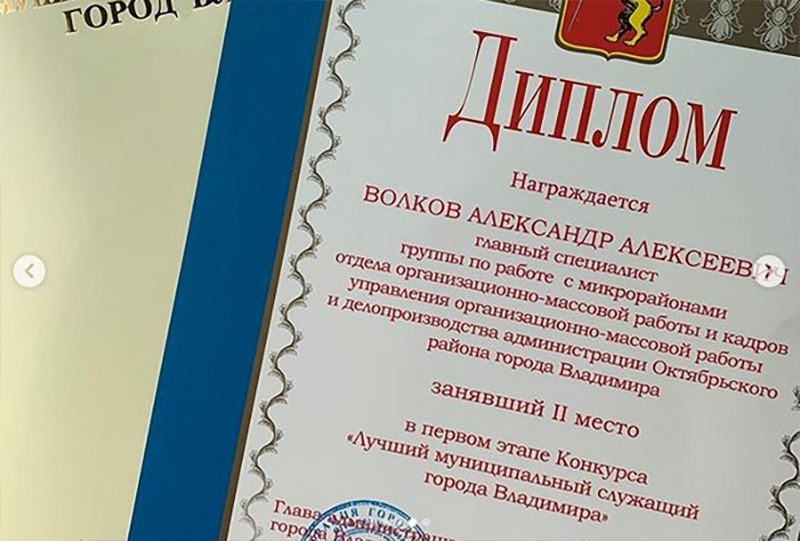 ГОРОД
Диплом
Награждается
ВОЛКОВ АЛЕКСАНДР АЛЕКСЕЕВИЧ
главный специалист
группы по работе с микрорайонами
отдела организационно-массовой работы и кадров
управления организационно-массовой работы
и делопроизводства администрации Октябрьского
района города Владимира
занявший II место
в первом этапе Конкурса
«Лучший муниципальный служащий
города Владимира»
Глава
города